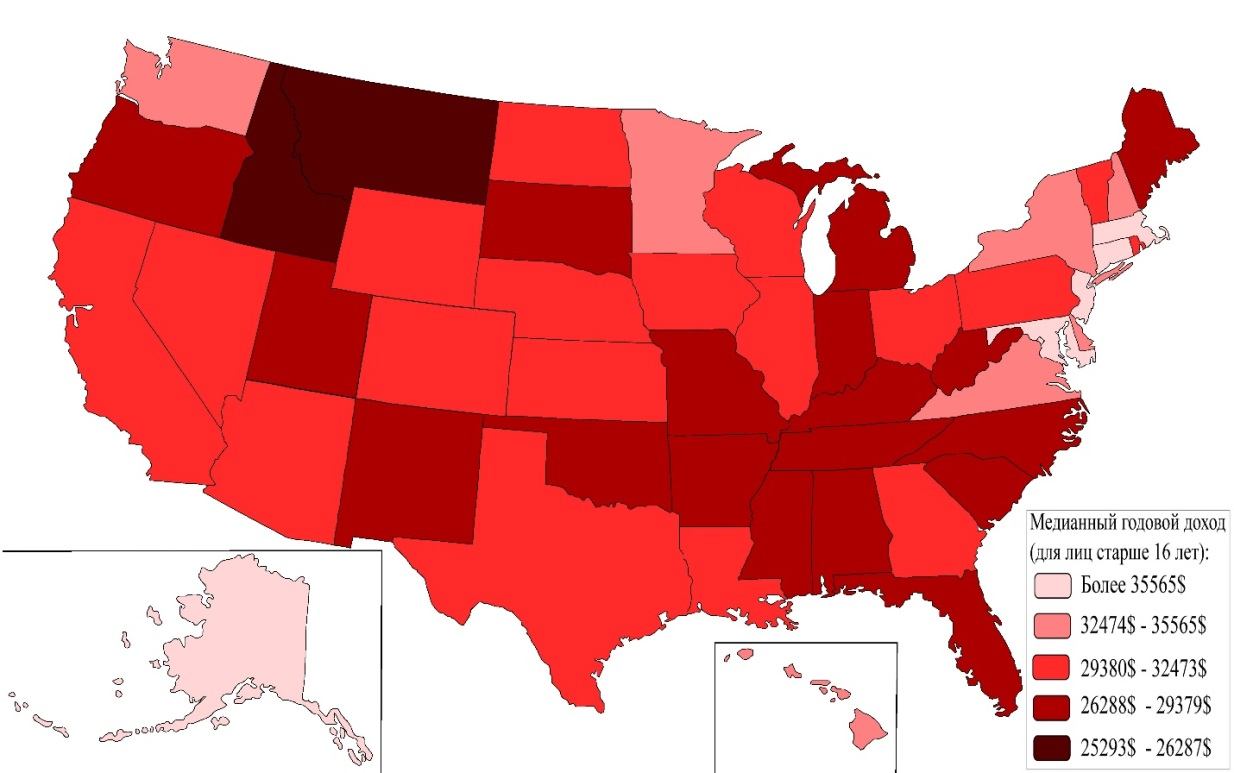 Медианный годовой доход
(для лиц старше 16 лет):
Более 35565$
32474$ - 35565$
29380$ - 32473$
26288$ - 29379$
25293$ - 26287$